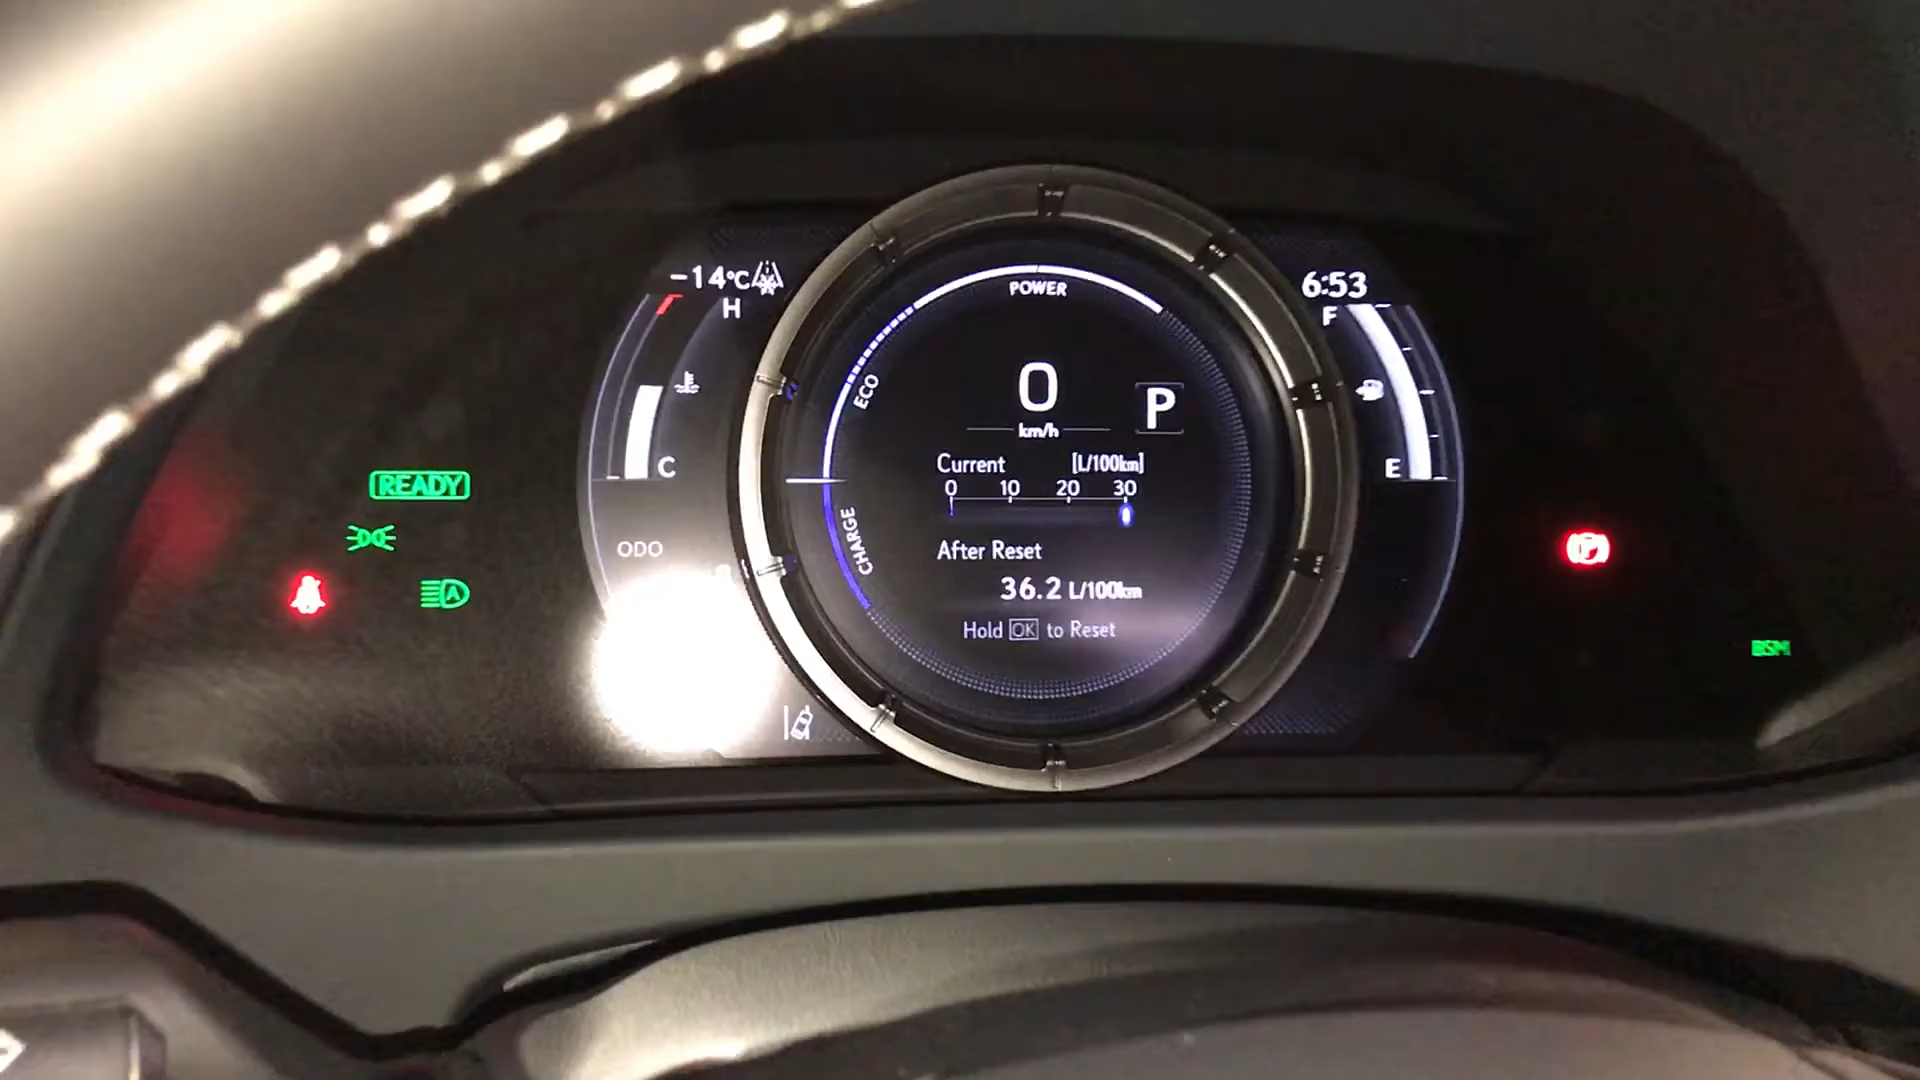 -14°C
H
C
6:53
F
E
POWER
ECO
CHARGE
0
km/h
P
Current [L/100km]
0 10 20 30
After Reset
36.2 L/100km
Hold OK to Reset
READY
A
ODO
P
BSM